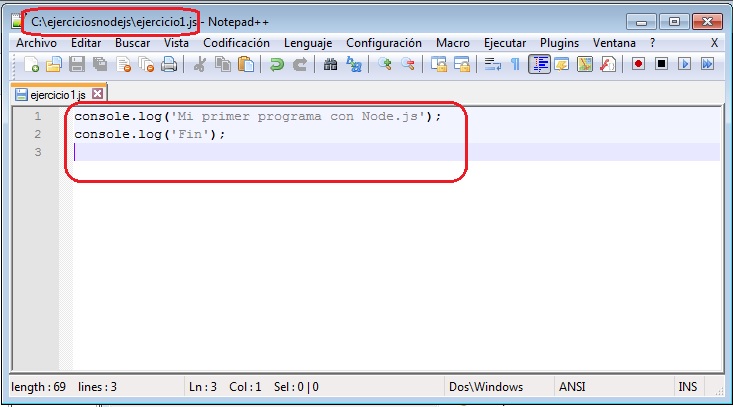 C:\ejerciciosnodejs\ejercicio1.js - Notepad++
Archivo Editar Buscar Vista Codificación Lenguaje Configuración Macro Ejecutar Plugins Ventana ? X
ejercicio1.js
1 console.log('Mi primer programa con Node.js');
2 console.log('Fin');
3
length : 69 lines : 3 Ln : 3 Col : 1 Sel : 0 | 0 Dos\Windows ANSI INS